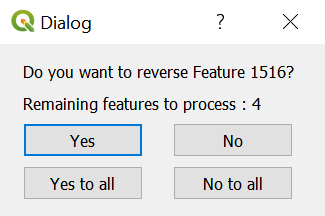 Dialog ?
Do you want to reverse Feature 1516?
Remaining features to process : 4
Yes No
Yes to all No to all